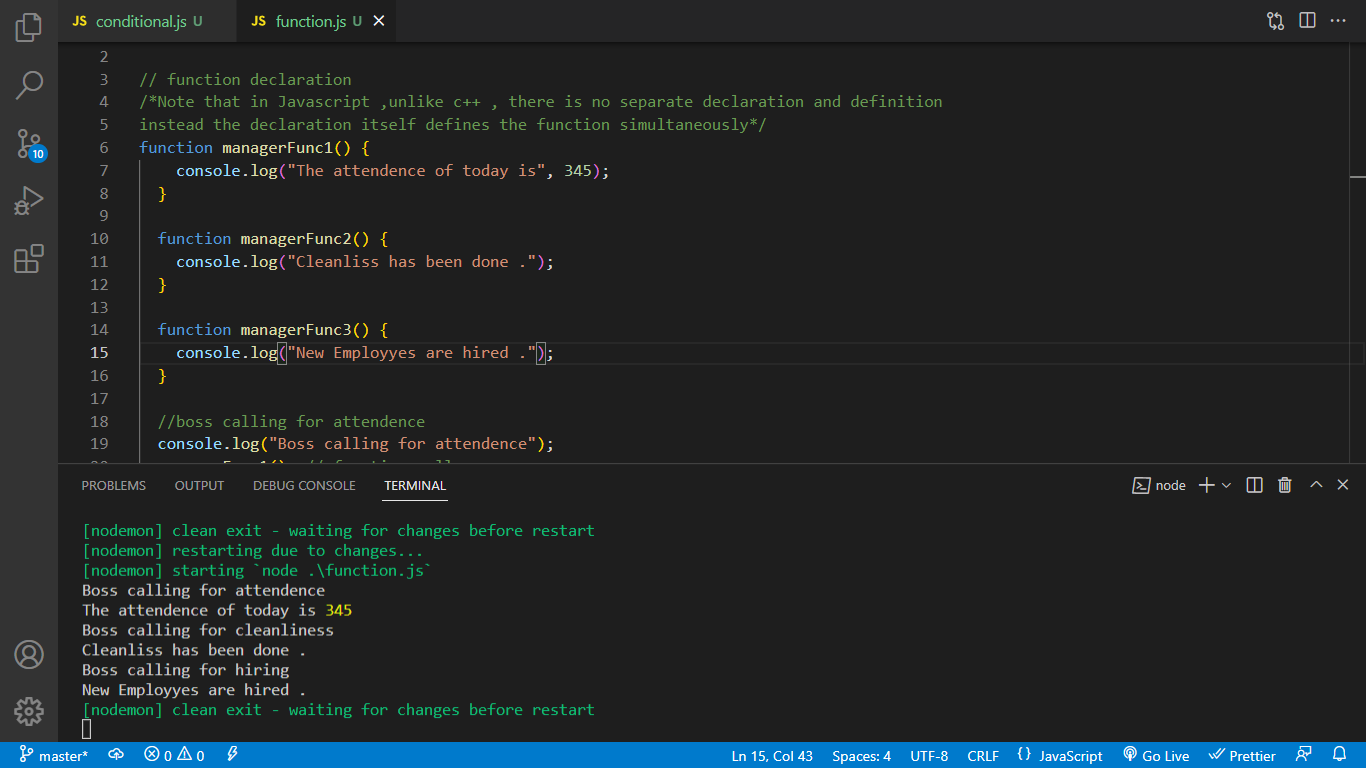 JS conditional.js U JS function.js U
2
3 // function declaration
4 /*Note that in Javascript ,unlike c++ , there is no separate declaration and definition
5 instead the declaration itself defines the function simultaneously*/
6 function managerFunc1() {
7 console.log("The attendence of today is", 345);
8 }
9
10 function managerFunc2() {
11 console.log("Cleanliss has been done .");
12 }
13
14 function managerFunc3() {
15 console.log("New Employyes are hired .");
16 }
17
18 //boss calling for attendence
19 console.log("Boss calling for attendence");
10
PROBLEMS OUTPUT DEBUG CONSOLE TERMINAL node
[nodemon] clean exit - waiting for changes before restart
[nodemon] restarting due to changes...
[nodemon] starting `node .\function.js`
Boss calling for attendence
The attendence of today is 345
Boss calling for cleanliness
Cleanliss has been done .
Boss calling for hiring
New Employyes are hired .
[nodemon] clean exit - waiting for changes before restart
master* 0 0 Ln 15, Col 43 Spaces: 4 UTF-8 CRLF {} JavaScript Go Live Prettier